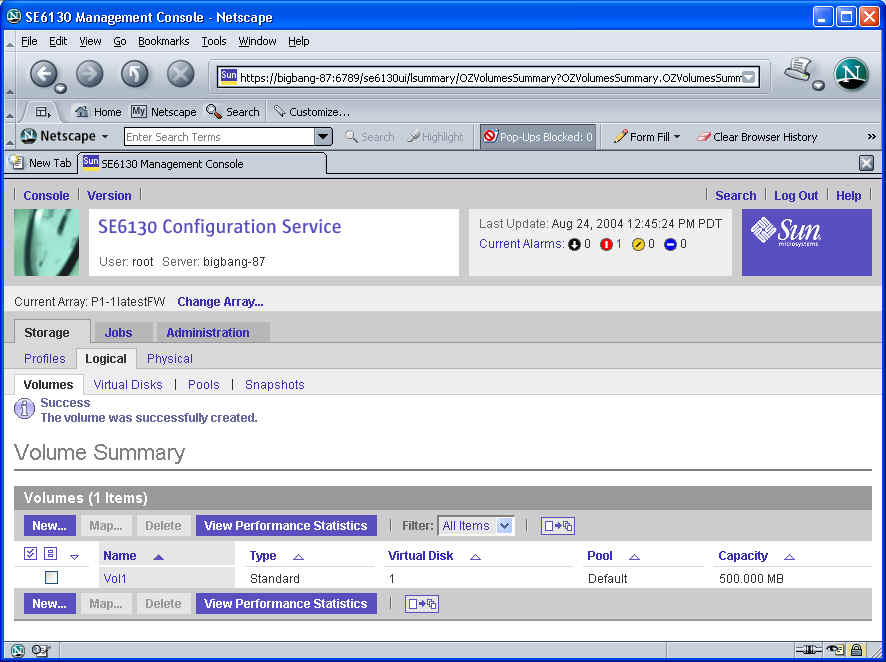 SE6130 Management Console - Netscape
File Edit View Go Bookmarks Tools Window Help
Sun https://bigbang-87:6789/se6130ui/lsummary/OZVolumesSummary?OZVolumesSummary.OZVolumesSumm
N
Home My Netscape Search Customize...
Netscape Enter Search Terms Search Highlight Pop-Ups Blocked: 0 Form Fill Clear Browser History »
New Tab Sun SE6130 Management Console
Console Version Search Log Out Help
SE6130 Configuration Service
User: root Server: bigbang-87
Last Update: Aug 24, 2004 12:45:24 PM PDT
Current Alarms: 0 1 0 0
Sun
microsystems
Current Array: P1-1latestFW Change Array...
Storage Jobs Administration
Profiles Logical Physical
Volumes Virtual Disks | Pools | Snapshots
Success
The volume was successfully created.
Volume Summary
Volumes (1 Items)
New... Map... Delete View Performance Statistics Filter: All Items
Name Type Virtual Disk Pool Capacity
Vol1 Standard 1 Default 500.000 MB
New... Map... Delete View Performance Statistics